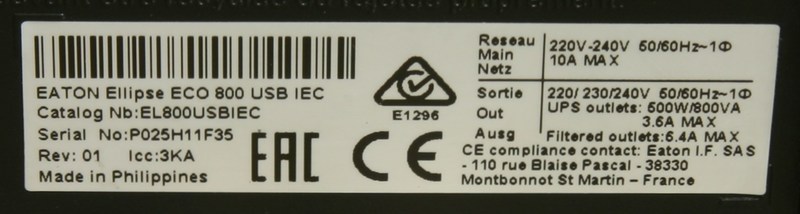 EATON Ellipse ECO 800 USB IEC
Catalog Nb:EL800USBIEC
Serial No:P025H11F35
Rev: 01 Icc:3KA
Made in Philippines
E1296
EAC CE
Reseau
Main
Netz
220V-240V 50/60Hz~1Φ
10A MAX
Sortie
Out
Ausg
220/ 230/240V 50/60Hz~1Φ
UPS outlets: 500W/800VA
3.6A MAX
Filtered outlets:6.4A MAX
CE compliance contact: Eaton I.F. SAS
- 110 rue Blaise Pascal - 38330
Montbonnot St Martin – France